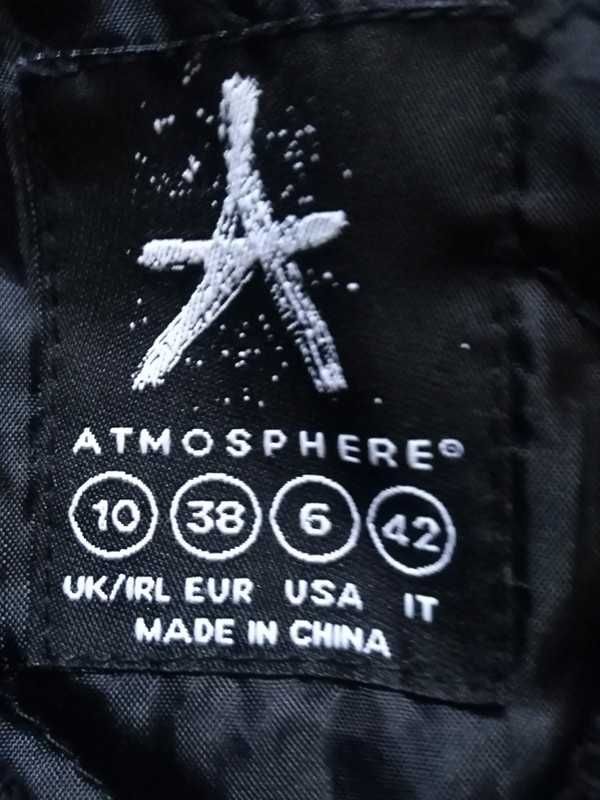 ATMOSPHERE®
10 38 6 42
UK/IRL EUR USA IT
MADE IN CHINA